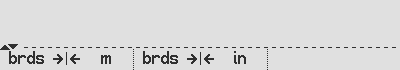 brds →|← m brds →|← in